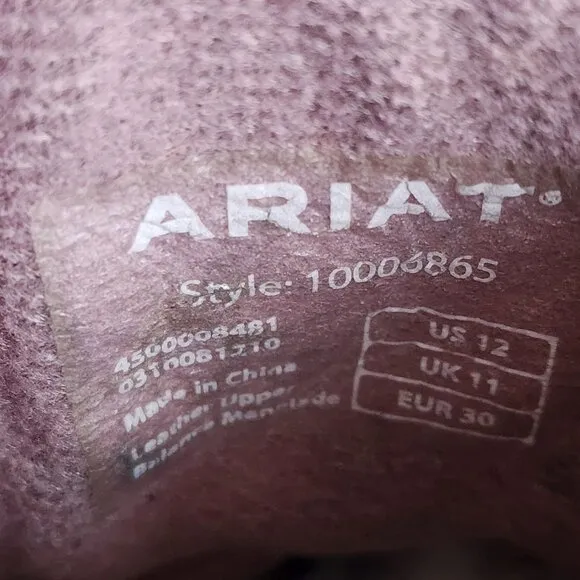 ARIAT
Style: 10006865
4500008481
0310081210
Made in China
Leather Upper
Balance Manmade
US 12
UK 11
EUR 30